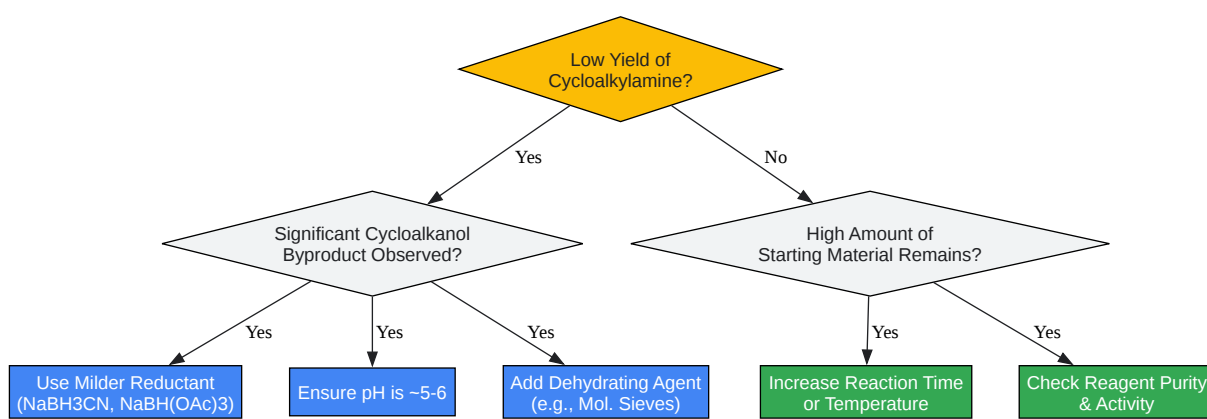 Low Yield of
Cycloalkylamine?
Yes
No
Significant Cycloalkanol
Byproduct Observed?
High Amount of
Starting Material Remains?
Yes
Yes
Yes
Yes
Yes
Use Milder Reductant
(NaBH3CN, NaBH(OAc)3)
Ensure pH is ~5-6
Add Dehydrating Agent
(e.g., Mol. Sieves)
Increase Reaction Time
or Temperature
Check Reagent Purity
& Activity